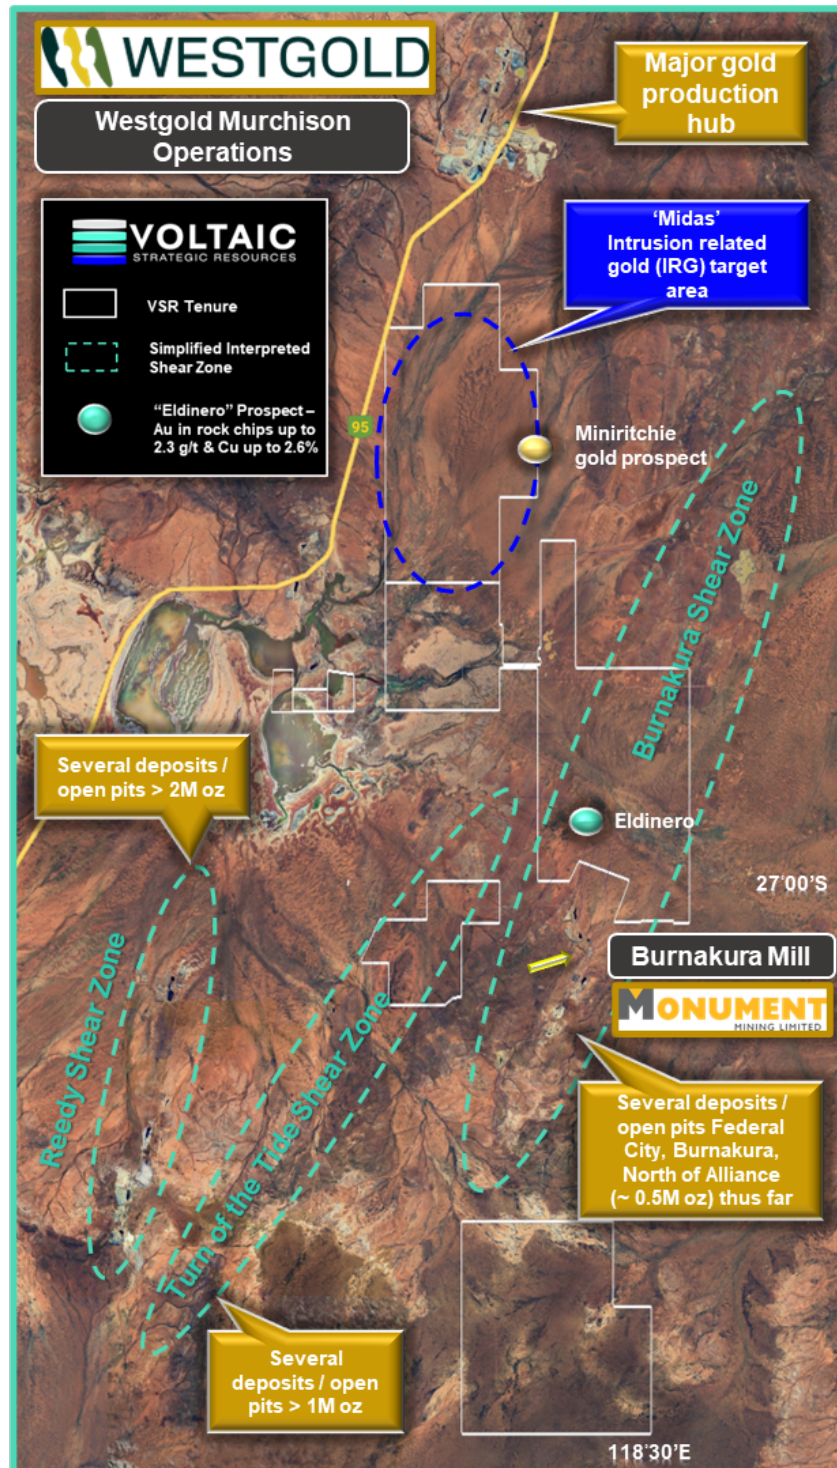 WESTGOLD
Westgold Murchison
Operations
Major gold
production
hub
VOLTAIC
STRATEGIC RESOURCES
VSR Tenure
Simplified Interpreted
Shear Zone
“Eldinero” Prospect –
Au in rock chips up to
2.3 g/t & Cu up to 2.6%
‘Midas’
Intrusion related
gold (IRG) target
area
95
Miniritchie
gold prospect
Burnakura Shear Zone
Several deposits /
open pits > 2M oz
Eldinero
27°00'S
Reedy Shear Zone
Turn of the Tide Shear Zone
Burnakura Mill
MONUMENT
MINING LIMITED
Several deposits /
open pits Federal
City, Burnakura,
North of Alliance
(~ 0.5M oz) thus far
Several
deposits / open
pits > 1M oz
118°30'E